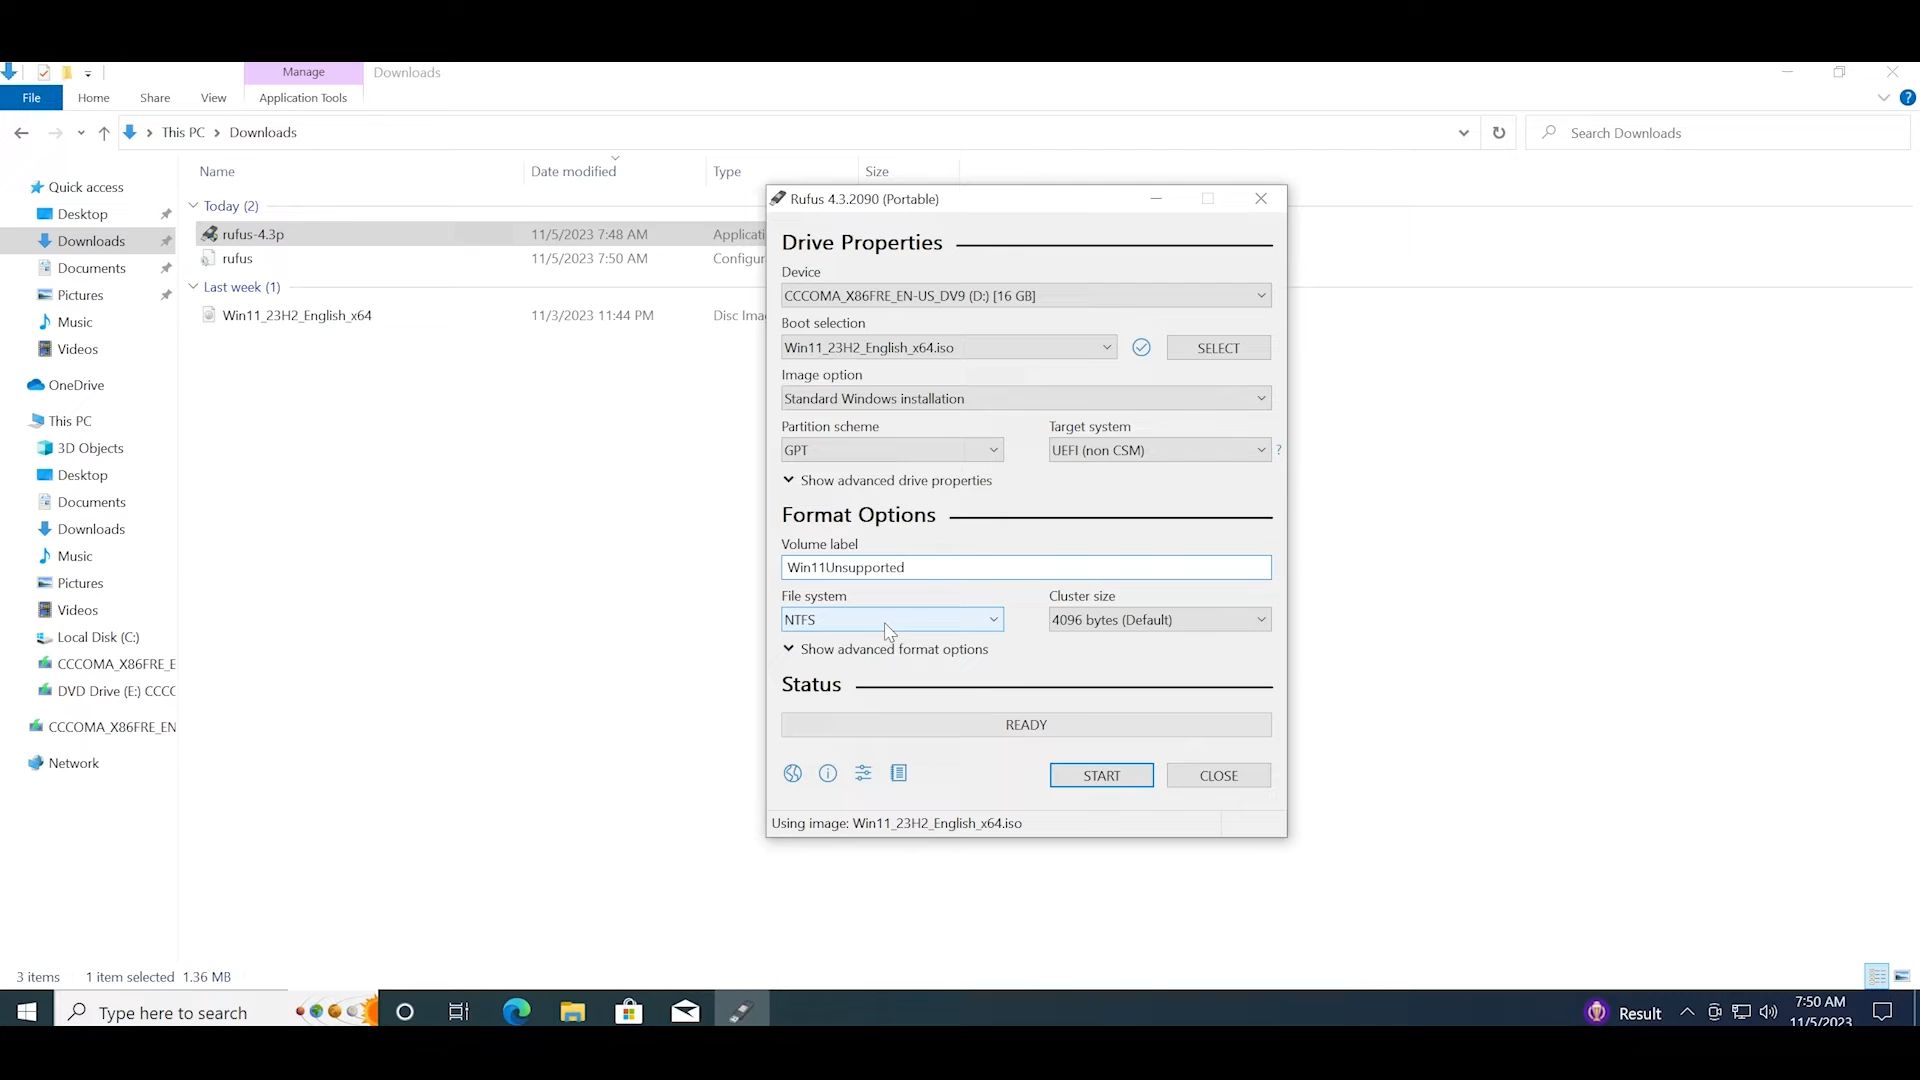 Manage
Downloads
File
Home
Share
View
Application Tools
This PC
Downloads
Search Downloads
Name
Date modified
Type
Size
Quick access
Desktop
Downloads
Documents
Pictures
Music
Videos
OneDrive
This PC
3D Objects
Desktop
Documents
Downloads
Music
Pictures
Videos
Local Disk (C:)
CCCOMA_X86FRE_E
DVD Drive (E:) CCCC
CCCOMA_X86FRE_EN
Network
Today (2)
rufus-4.3p 11/5/2023 7:48 AM Applicati
rufus 11/5/2023 7:50 AM Configur
Last week (1)
Win11_23H2_English_x64 11/3/2023 11:44 PM Disc Ima
Rufus 4.3.2090 (Portable)
Drive Properties
Device
CCCOMA_X86FRE_EN-US_DV9 (D:) [16 GB]
Boot selection
Win11_23H2_English_x64.iso
SELECT
Image option
Standard Windows installation
Partition scheme
Target system
GPT
UEFI (non CSM)
?
Show advanced drive properties
Format Options
Volume label
Win11Unsupported
File system
Cluster size
NTFS
4096 bytes (Default)
Show advanced format options
Status
READY
START
CLOSE
Using image: Win11_23H2_English_x64.iso
3 items
1 item selected 1.36 MB
Type here to search
Result
7:50 AM
11/5/2023